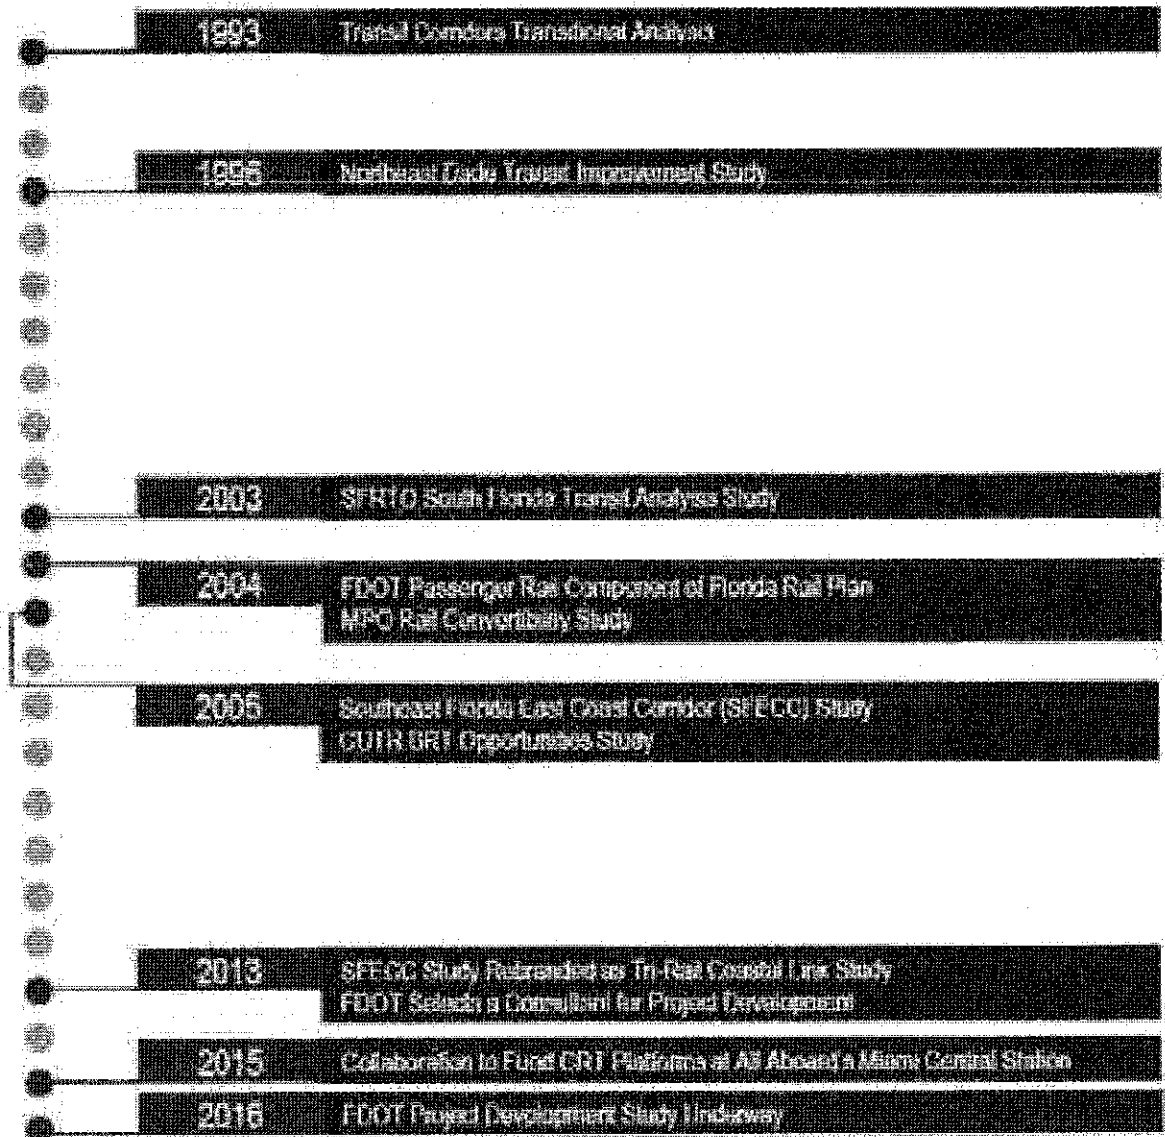 1993 Transit Corridors Transitional Analysis
1996 Northeast Dade Transit Improvement Study
2003 SFRTO South Florida Transit Analysis Study
2004 FDOT Passenger Rail Component of Florida Rail Plan
MPO Rail Convertibility Study
2005 Southeast Florida East Coast Corridor (SFECC) Study
CUTR BRT Opportunities Study
2013 SFECC Study Rebranded as Tri-Rail Coastal Link Study
FDOT Selects a Consultant for Project Development
2015 Collaboration to Fund CRT Platforms at All Aboard's Miami Central Station
2016 FDOT Project Development Study Underway